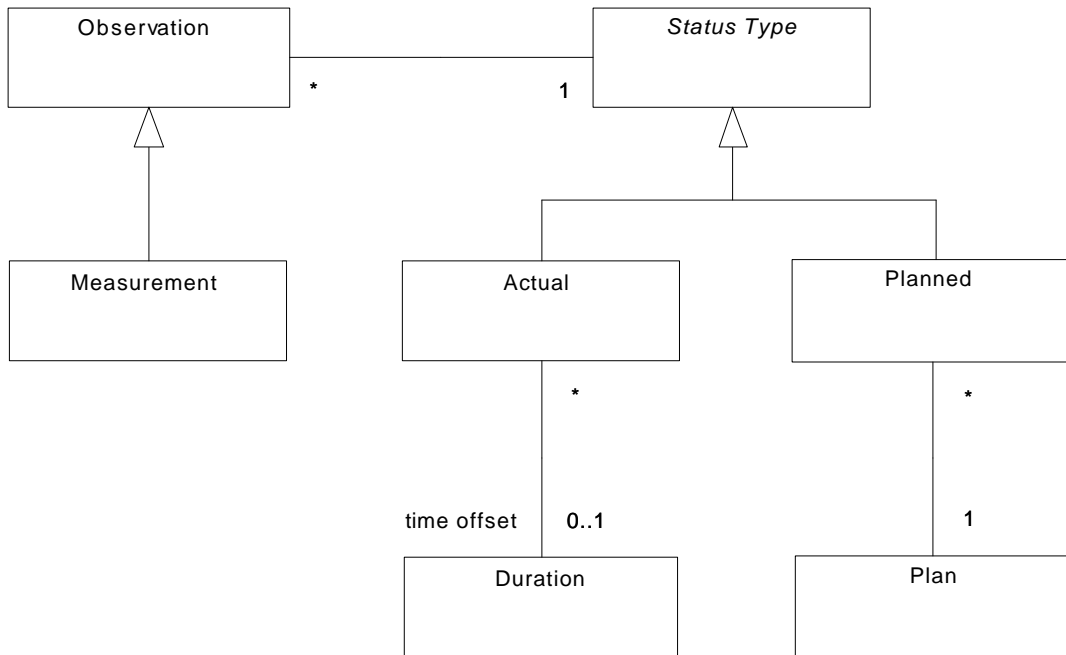 Observation
Status Type
*
1
Measurement
Actual
Planned
*
*
time offset
0..1
1
Duration
Plan